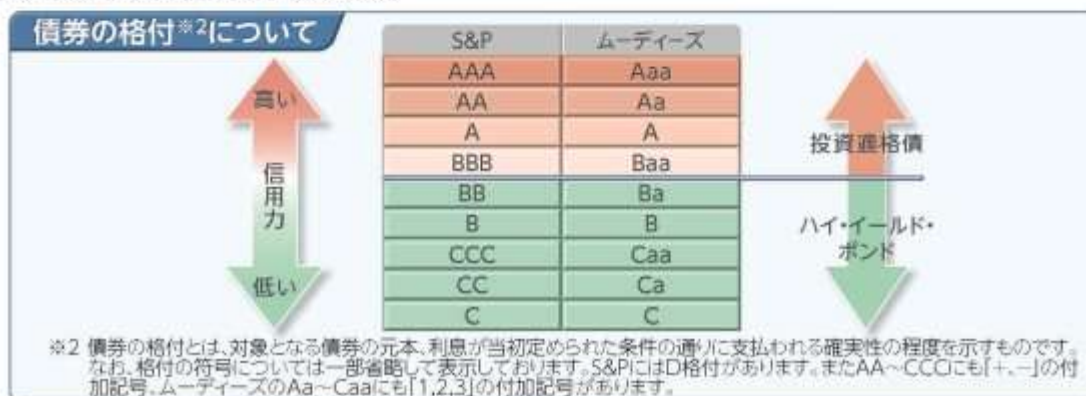 債券の格付※2について
S&P ムーディーズ
AAA Aaa
AA Aa
A A
BBB Baa
BB Ba
B B
CCC Caa
CC Ca
C C
高い
信用力
低い
投資適格債
ハイ・イールド・
ボンド
※2 債券の格付とは、対象となる債券の元本、利息が当初定められた条件の通りに支払われる確実性の程度を示すものです。
なお、格付の符号については一部省略して表示しております。S&PにはD格付があります。またAA~CCCにも[+、-]の付
加記号、ムーディーズのAa~Caaにも[1,2,3]の付加記号があります。